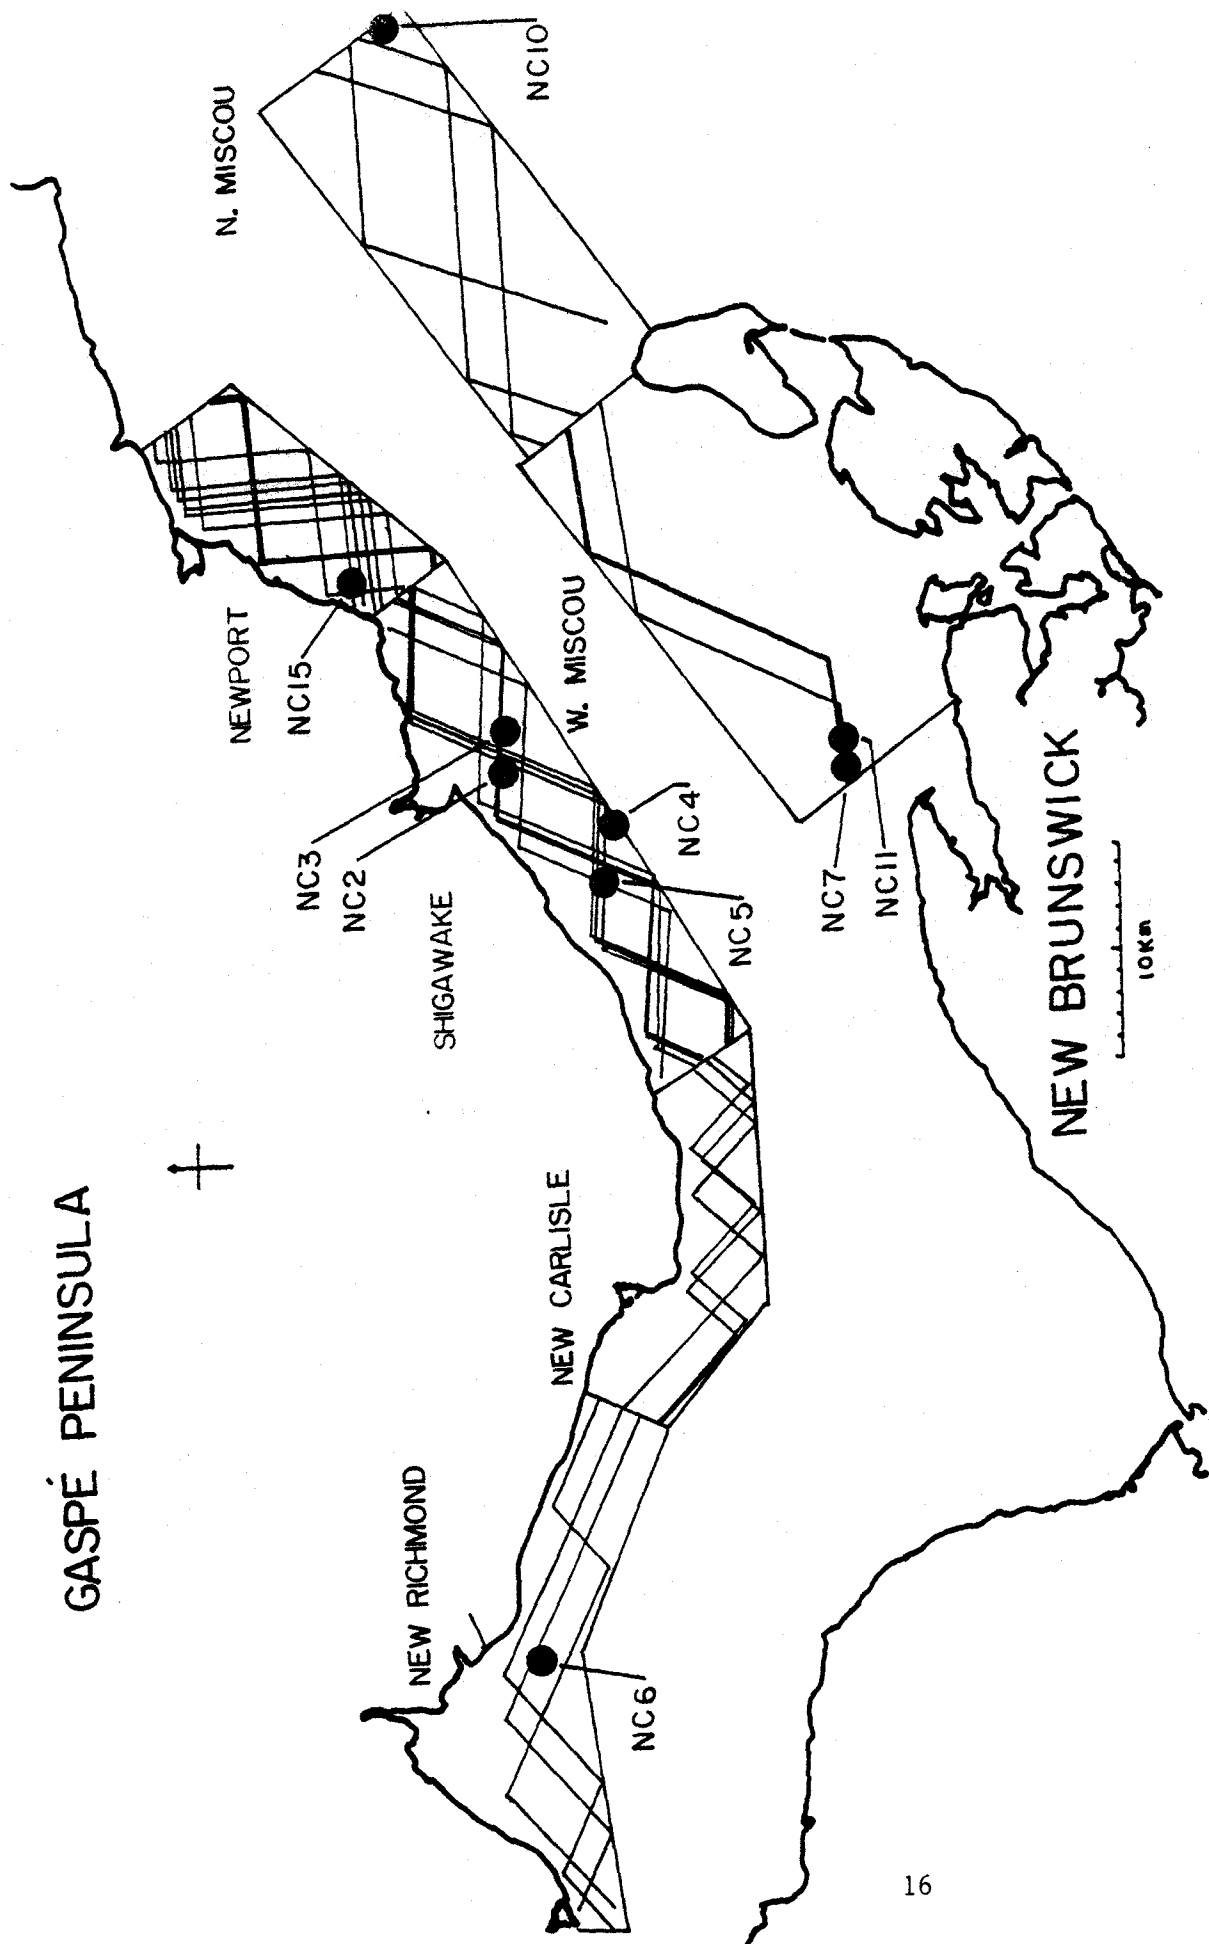 GASPÉ PENINSULA
NEW RICHMOND
NEW CARLISLE
SHIGAWAKE
NEWPORT
N. MISCOU
W. MISCOU
NC6
NC2
NC3
NC15
NC5
NC4
NC7
NC11
NC10
NEW BRUNSWICK
10Km
16